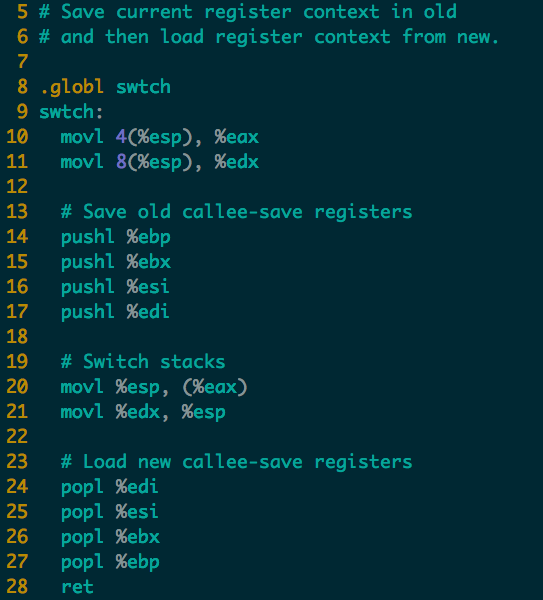 5 # Save current register context in old
6 # and then load register context from new.
7
8 .globl swtch
9 swtch:
10   movl 4(%esp), %eax
11   movl 8(%esp), %edx
12
13   # Save old callee-save registers
14   pushl %ebp
15   pushl %ebx
16   pushl %esi
17   pushl %edi
18
19   # Switch stacks
20   movl %esp, (%eax)
21   movl %edx, %esp
22
23   # Load new callee-save registers
24   popl %edi
25   popl %esi
26   popl %ebx
27   popl %ebp
28   ret